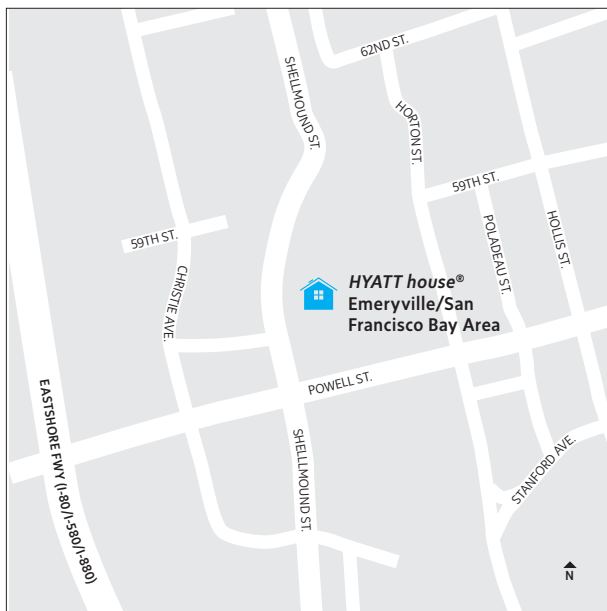 62ND ST.
SHELLMOUND ST.
HORTON ST.
59TH ST.
59TH ST.
POLADEAU ST.
HOLLIS ST.
CHRISTIE AVE.
HYATT house®
Emeryville/San
Francisco Bay Area
POWELL ST.
EASTSHORE FWY (I-80/I-580/I-880)
SHELLLMOUND ST.
STANFORD AVE.
N